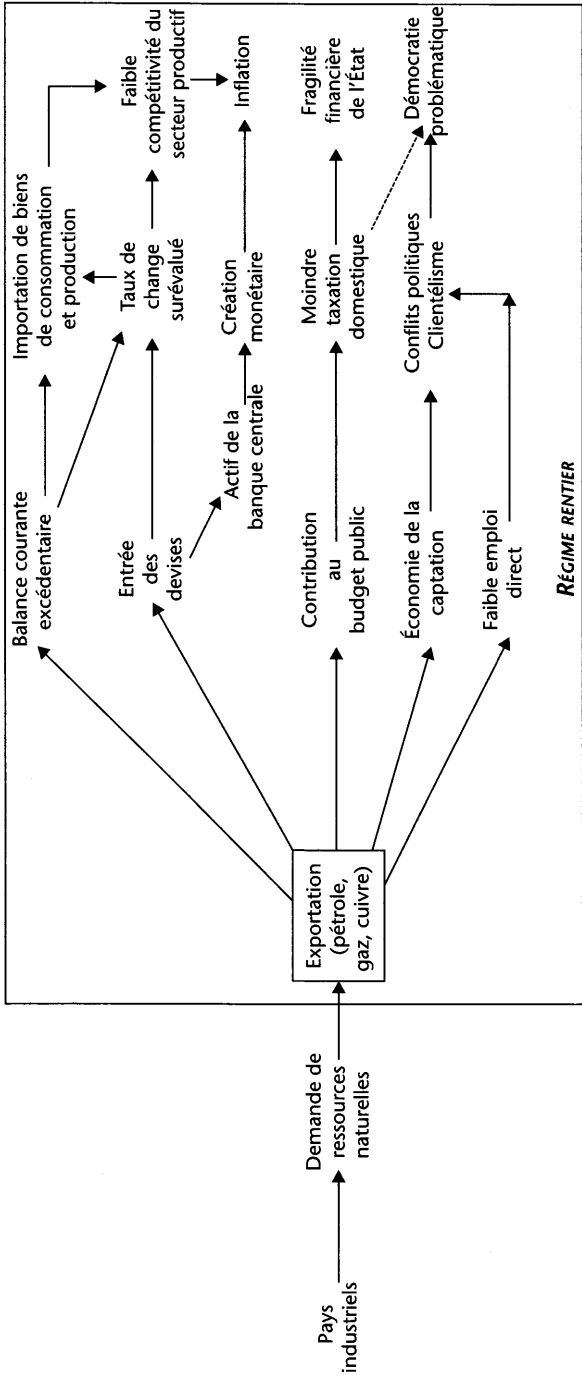 Pays
industriels
Demande de
ressources
naturelles
Exportation
(pétrole,
gaz, cuivre)
Balance courante
excédentaire
Importation de biens
de consommation
et production
Faible
compétitivité du
secteur productif
Entrée
des
devises
Taux de
change
surévalué
Actif de la
banque centrale
Création
monétaire
Inflation
Contribution
au
budget public
Moindre
taxation
domestique
Fragilité
financière
de l'État
Économie de la
captation
Conflits politiques
Clientélisme
Démocratie
problématique
Faible emploi
direct
RÉGIME RENTIER